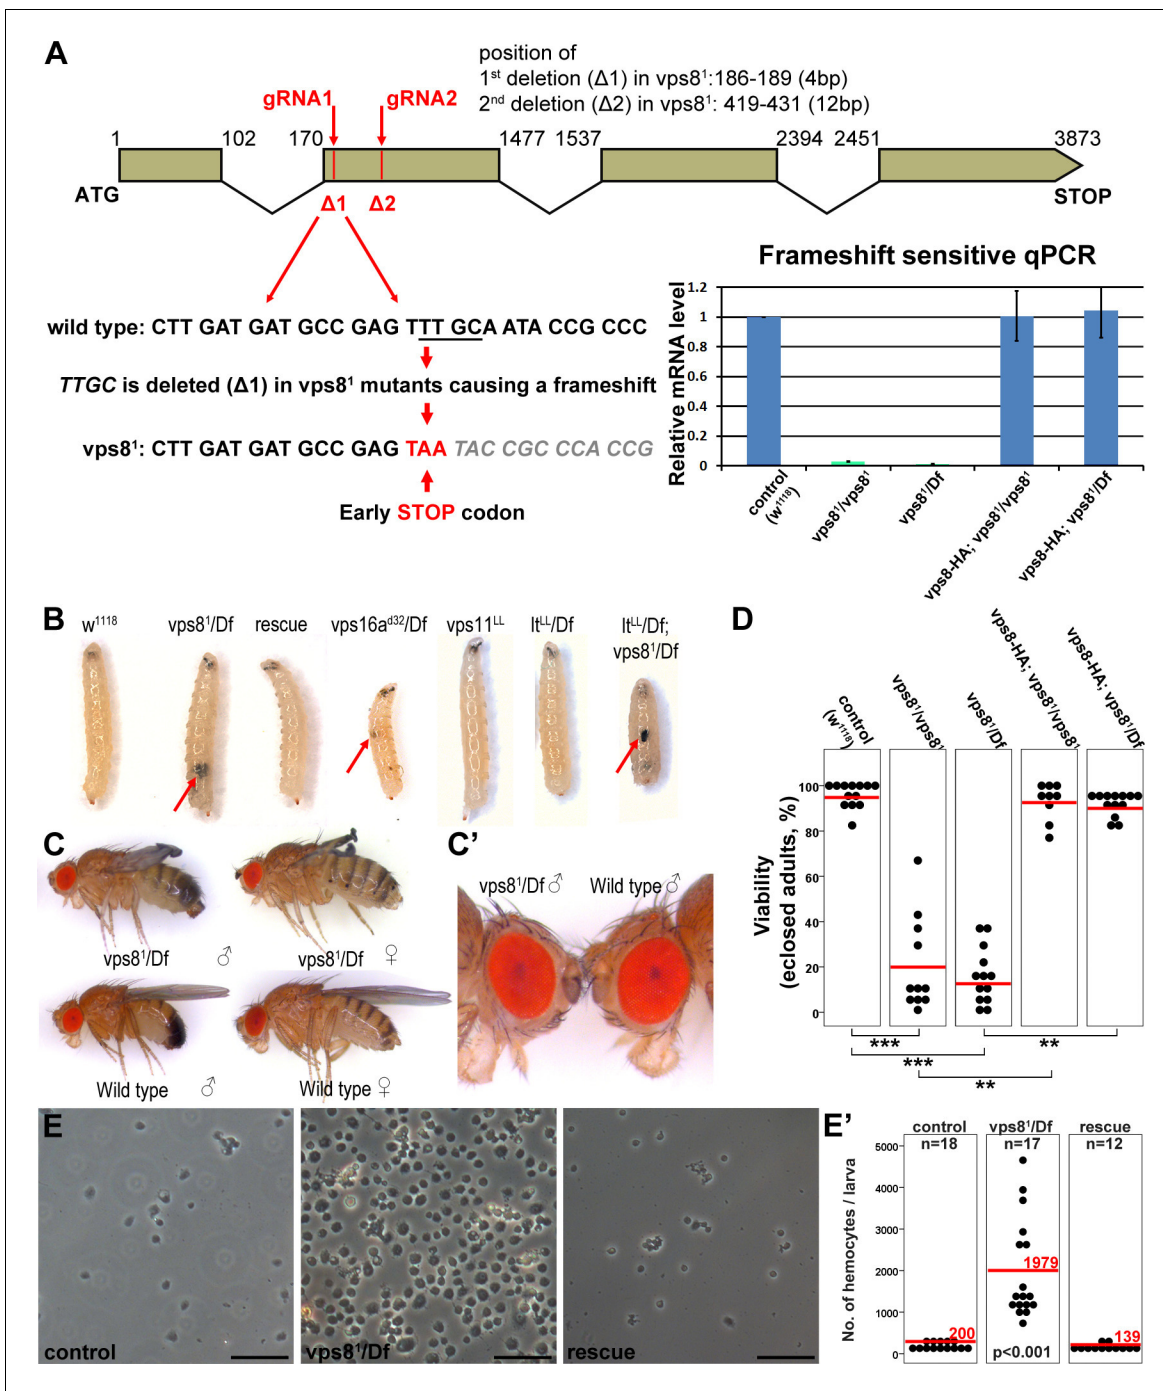 A
position of
1st deletion (Δ1) in vps8¹:186-189 (4bp)
2nd deletion (Δ2) in vps8¹: 419-431 (12bp)
gRNA1
gRNA2
1
102
170
1477
1537
2394
2451
3873
ATG
Δ1
Δ2
STOP
wild type: CTT GAT GAT GCC GAG TTT GCA ATA CCG CCC
TTGC is deleted (Δ1) in vps8¹ mutants causing a frameshift
vps8¹: CTT GAT GAT GCC GAG TAA TAC CGC CCA CCG
Early STOP codon
Frameshift sensitive qPCR
Relative mRNA level
1.2
1
0.8
0.6
0.4
0.2
0
control
(w¹¹¹⁸)
vps8¹/vps8¹
vps8¹/Df
vps8-HA; vps8¹/vps8¹
vps8-HA; vps8¹/Df
B
w¹¹¹⁸
vps8¹/Df
rescue
vps16aᵈ³²/Df
vps11ᴸᴸ
ltᴸᴸ/Df
ltᴸᴸ/Df;
vps8¹/Df
C
vps8¹/Df ♂
vps8¹/Df ♀
Wild type ♂
Wild type ♀
C'
vps8¹/Df ♂
Wild type ♂
D
control
(w¹¹¹⁸)
vps8¹/vps8¹
vps8¹/Df
vps8-HA; vps8¹/vps8¹
vps8-HA; vps8¹/Df
Viability
(eclosed adults, %)
100
80
60
40
20
0
***
**
***
**
E
control
vps8¹/Df
rescue
E'
control
n=18
vps8¹/Df
n=17
rescue
n=12
No. of hemocytes / larva
5000
4000
3000
2000
1000
0
200
1979
139
p<0.001